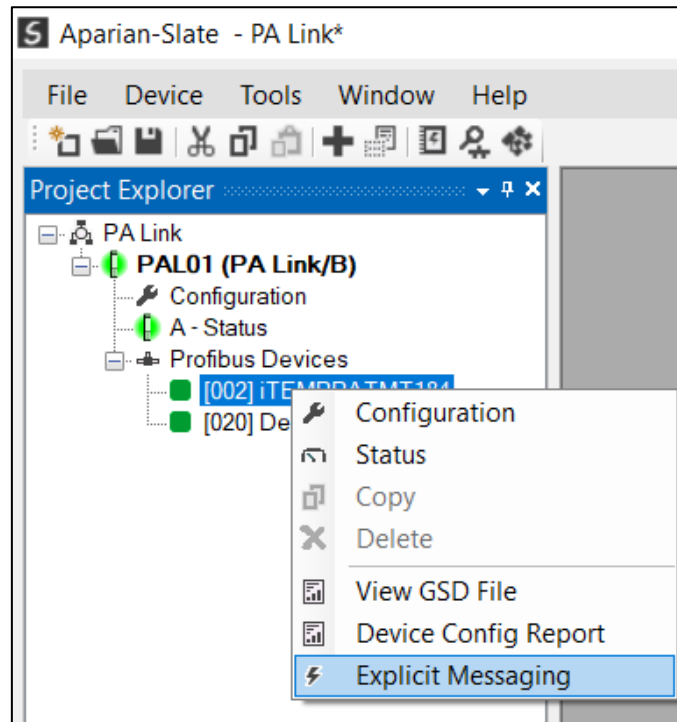 Aparian-Slate - PA Link*
File Device Tools Window Help
Project Explorer
PA Link
PAL01 (PA Link/B)
Configuration
A - Status
Profibus Devices
[002] iTEMPPATMT184
[020] De
Configuration
Status
Copy
Delete
View GSD File
Device Config Report
Explicit Messaging